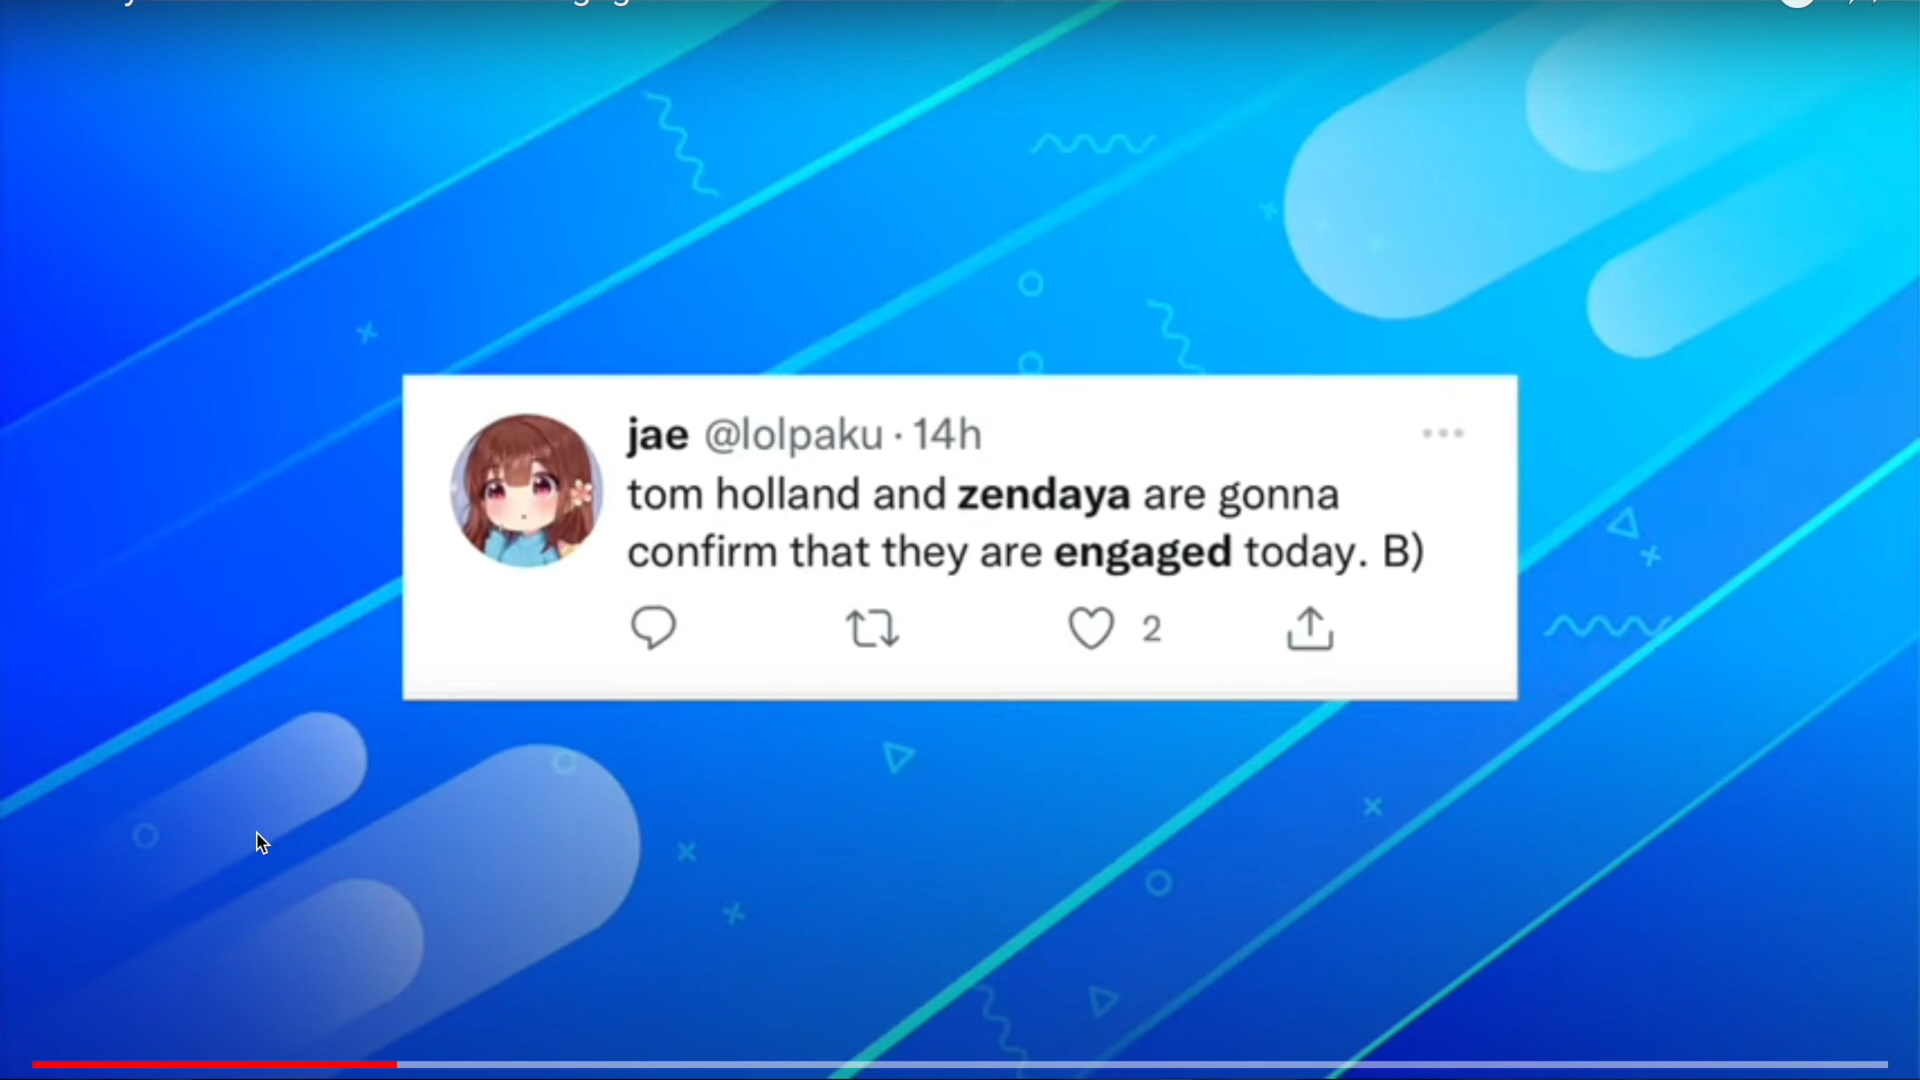 jae @lolpaku · 14h
tom holland and zendaya are gonna
confirm that they are engaged today. B)
2